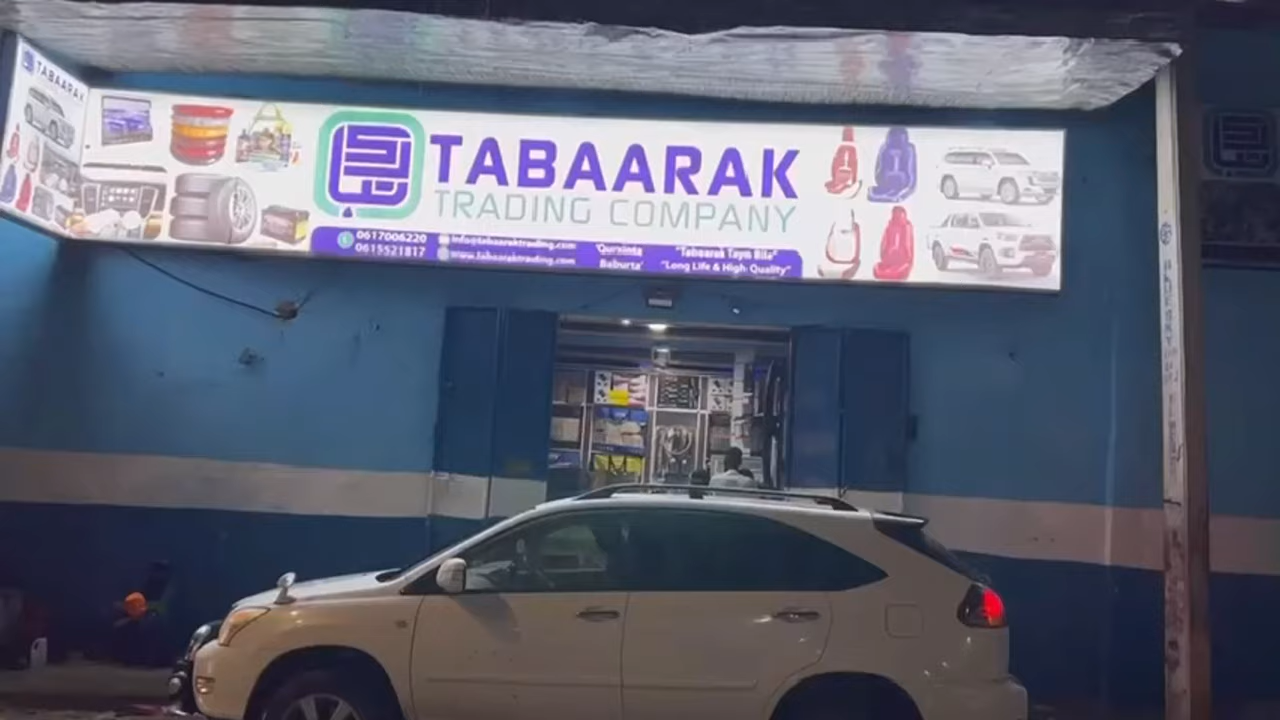 TABAARAK
TABAARAK
TRADING COMPANY
0617006220
0615521817
info@tabaaraktrading.com
www.tabaaraktrading.com
'Qurxinta
Baburta'
"Tabaarak Tayo Bila"
"Long Life & High Quality"